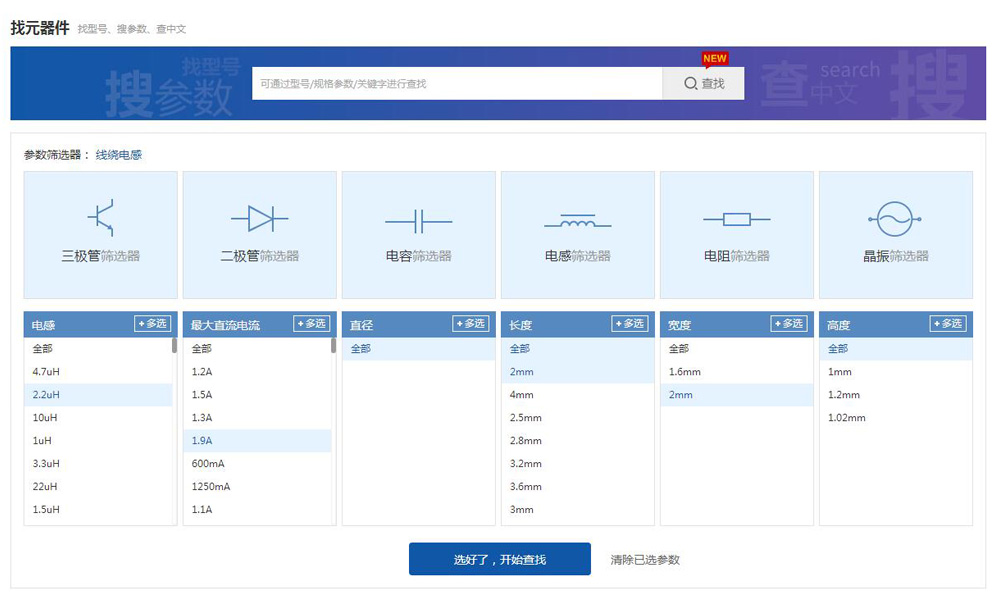 找元器件 找型号、搜参数、查中文
找型号
搜参数
可通过型号/规格参数/关键字进行查找
NEW
查找
查 search
中文
搜
参数筛选器： 线绕电感
三极管筛选器 二极管筛选器 电容筛选器 电感筛选器 电阻筛选器 晶振筛选器
电感 +多选 最大直流电流 +多选 直径 +多选 长度 +多选 宽度 +多选 高度 +多选
全部 全部 全部 全部 全部 全部
4.7uH 1.2A 2mm 1.6mm 1mm
2.2uH 1.5A 4mm 2mm 1.2mm
10uH 1.3A 2.5mm 1.02mm
1uH 1.9A 2.8mm
3.3uH 600mA 3.2mm
22uH 1250mA 3.6mm
1.5uH 1.1A 3mm
选好了，开始查找 清除已选参数